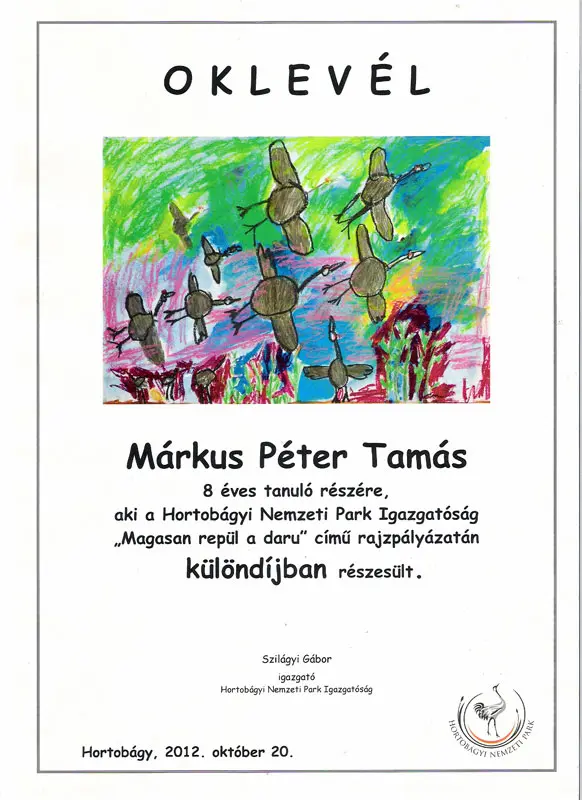 OKLEVÉL
Márkus Péter Tamás
8 éves tanuló részére,
aki a Hortobágyi Nemzeti Park Igazgatóság
„Magasan repül a daru” című rajzpályázatán
különdíjban részesült.
Szilágyi Gábor
igazgató
Hortobágyi Nemzeti Park Igazgatóság
HORTOBÁGYI NEMZETI PARK
Hortobágy, 2012. október 20.